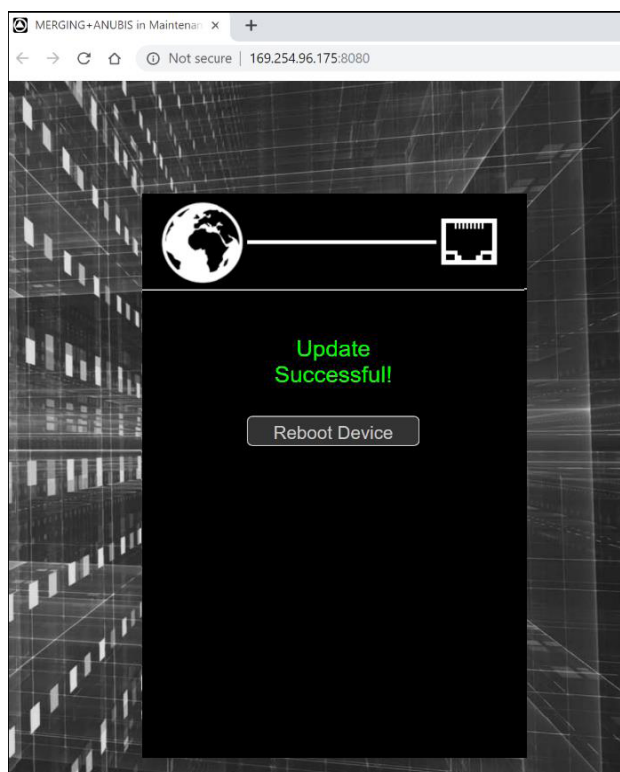 MERGING+ANUBIS in Maintenan
Not secure | 169.254.96.175:8080
Update
Successful!
Reboot Device